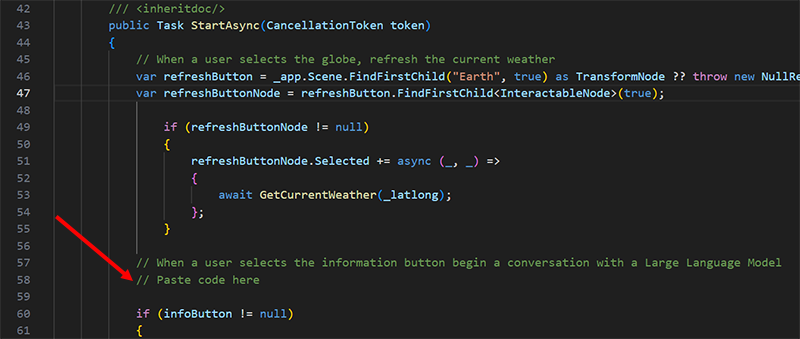 42 /// <inheritdoc/>
43 public Task StartAsync(CancellationToken token)
44 {
45 // When a user selects the globe, refresh the current weather
46 var refreshButton = _app.Scene.FindFirstChild("Earth", true) as TransformNode ?? throw new NullRe
47 var refreshButtonNode = refreshButton.FindFirstChild<InteractableNode>(true);
48
49 if (refreshButtonNode != null)
50 {
51 refreshButtonNode.Selected += async (_, _) =>
52 {
53 await GetCurrentWeather(_latlong);
54 };
55 }
56
57 // When a user selects the information button begin a conversation with a Large Language Model
58 // Paste code here
59
60 if (infoButton != null)
61 {